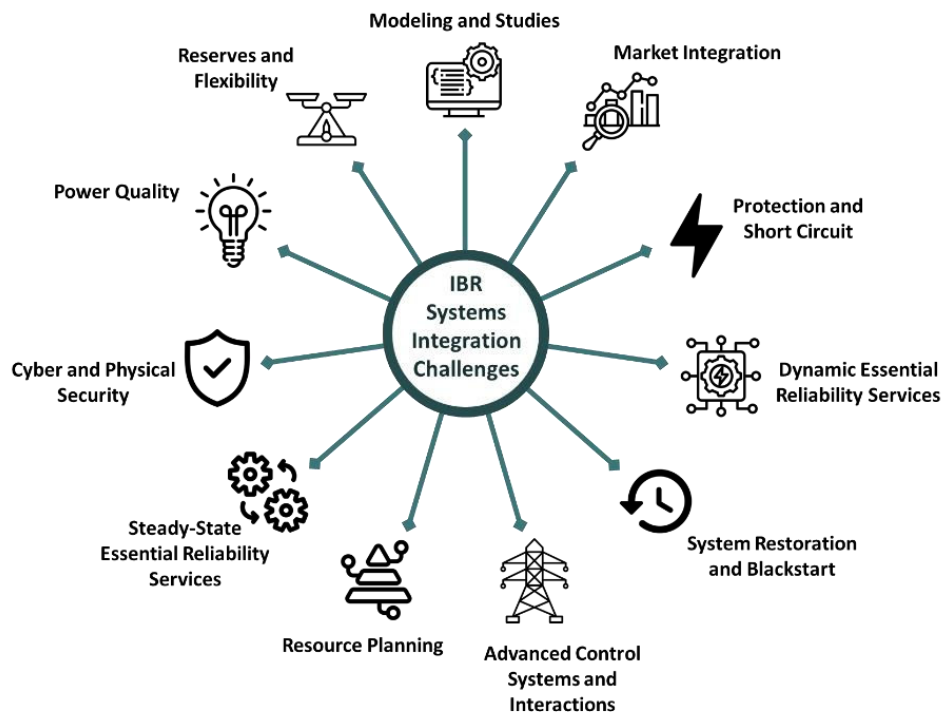 Modeling and Studies
Market Integration
Protection and
Short Circuit
Dynamic Essential
Reliability Services
System Restoration
and Blackstart
Advanced Control
Systems and
Interactions
Resource Planning
Steady-State
Essential Reliability
Services
Cyber and Physical
Security
Power Quality
Reserves and
Flexibility
IBR
Systems
Integration
Challenges